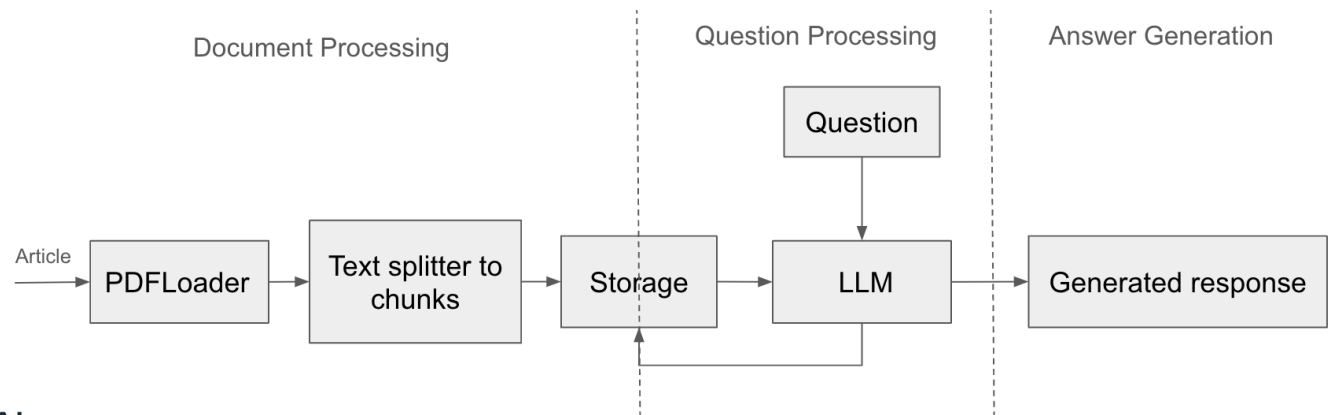 Document Processing
Question Processing
Answer Generation
Question
Article
PDFLoader
Text splitter to
chunks
Storage
LLM
Generated response